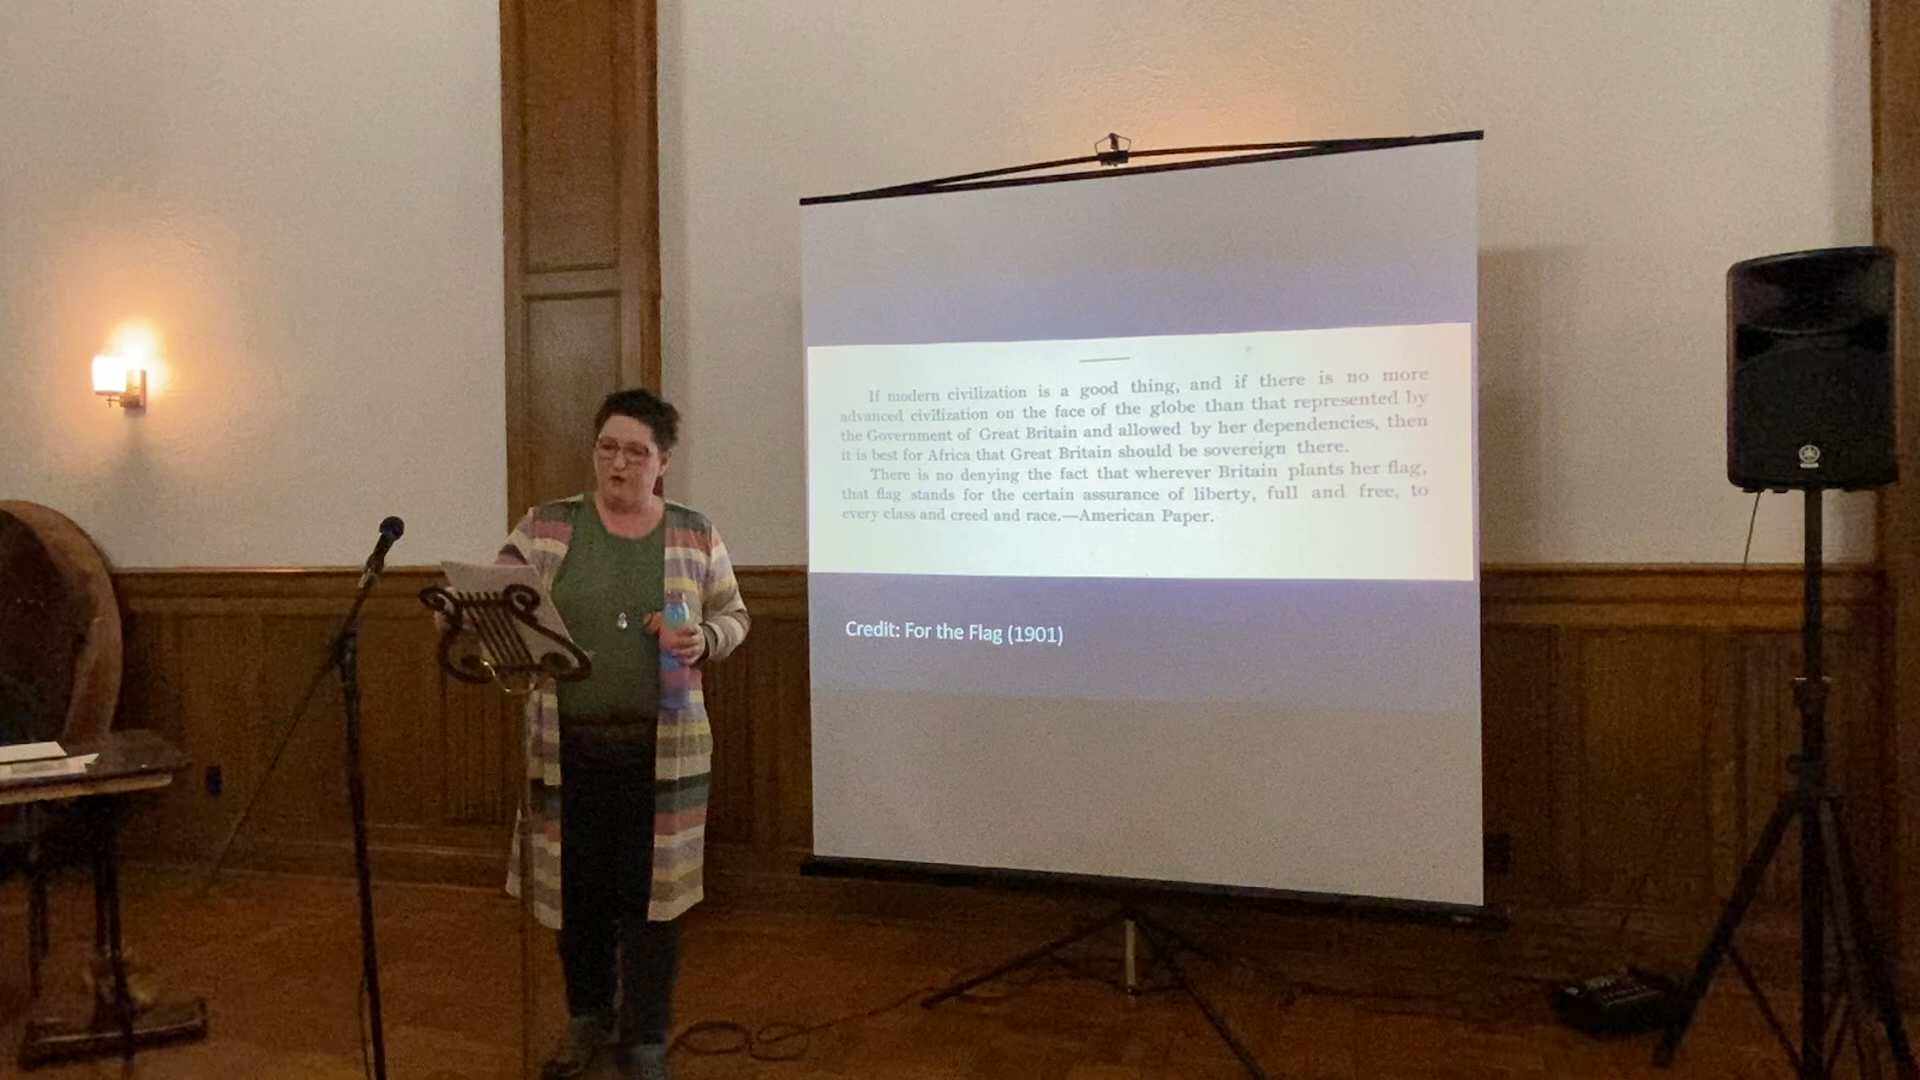 If modern civilization is a good thing, and if there is no more
advanced civilization on the face of the globe than that represented by
the Government of Great Britain and allowed by her dependencies, then
it is best for Africa that Great Britain should be sovereign there.
There is no denying the fact that wherever Britain plants her flag,
that flag stands for the certain assurance of liberty, full and free, to
every class and creed and race.—American Paper.
Credit: For the Flag (1901)